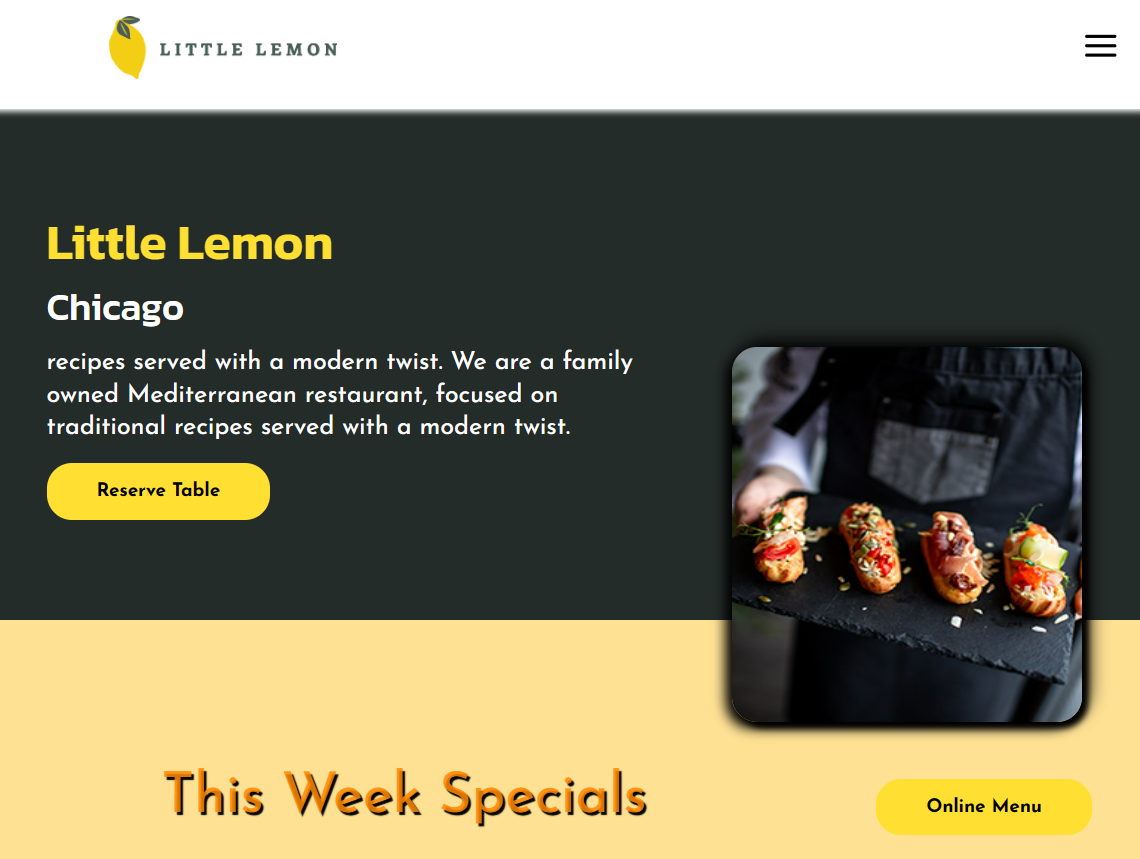 LITTLE LEMON
Little Lemon
Chicago
recipes served with a modern twist. We are a family
owned Mediterranean restaurant, focused on
traditional recipes served with a modern twist.
Reserve Table
This Week Specials
Online Menu